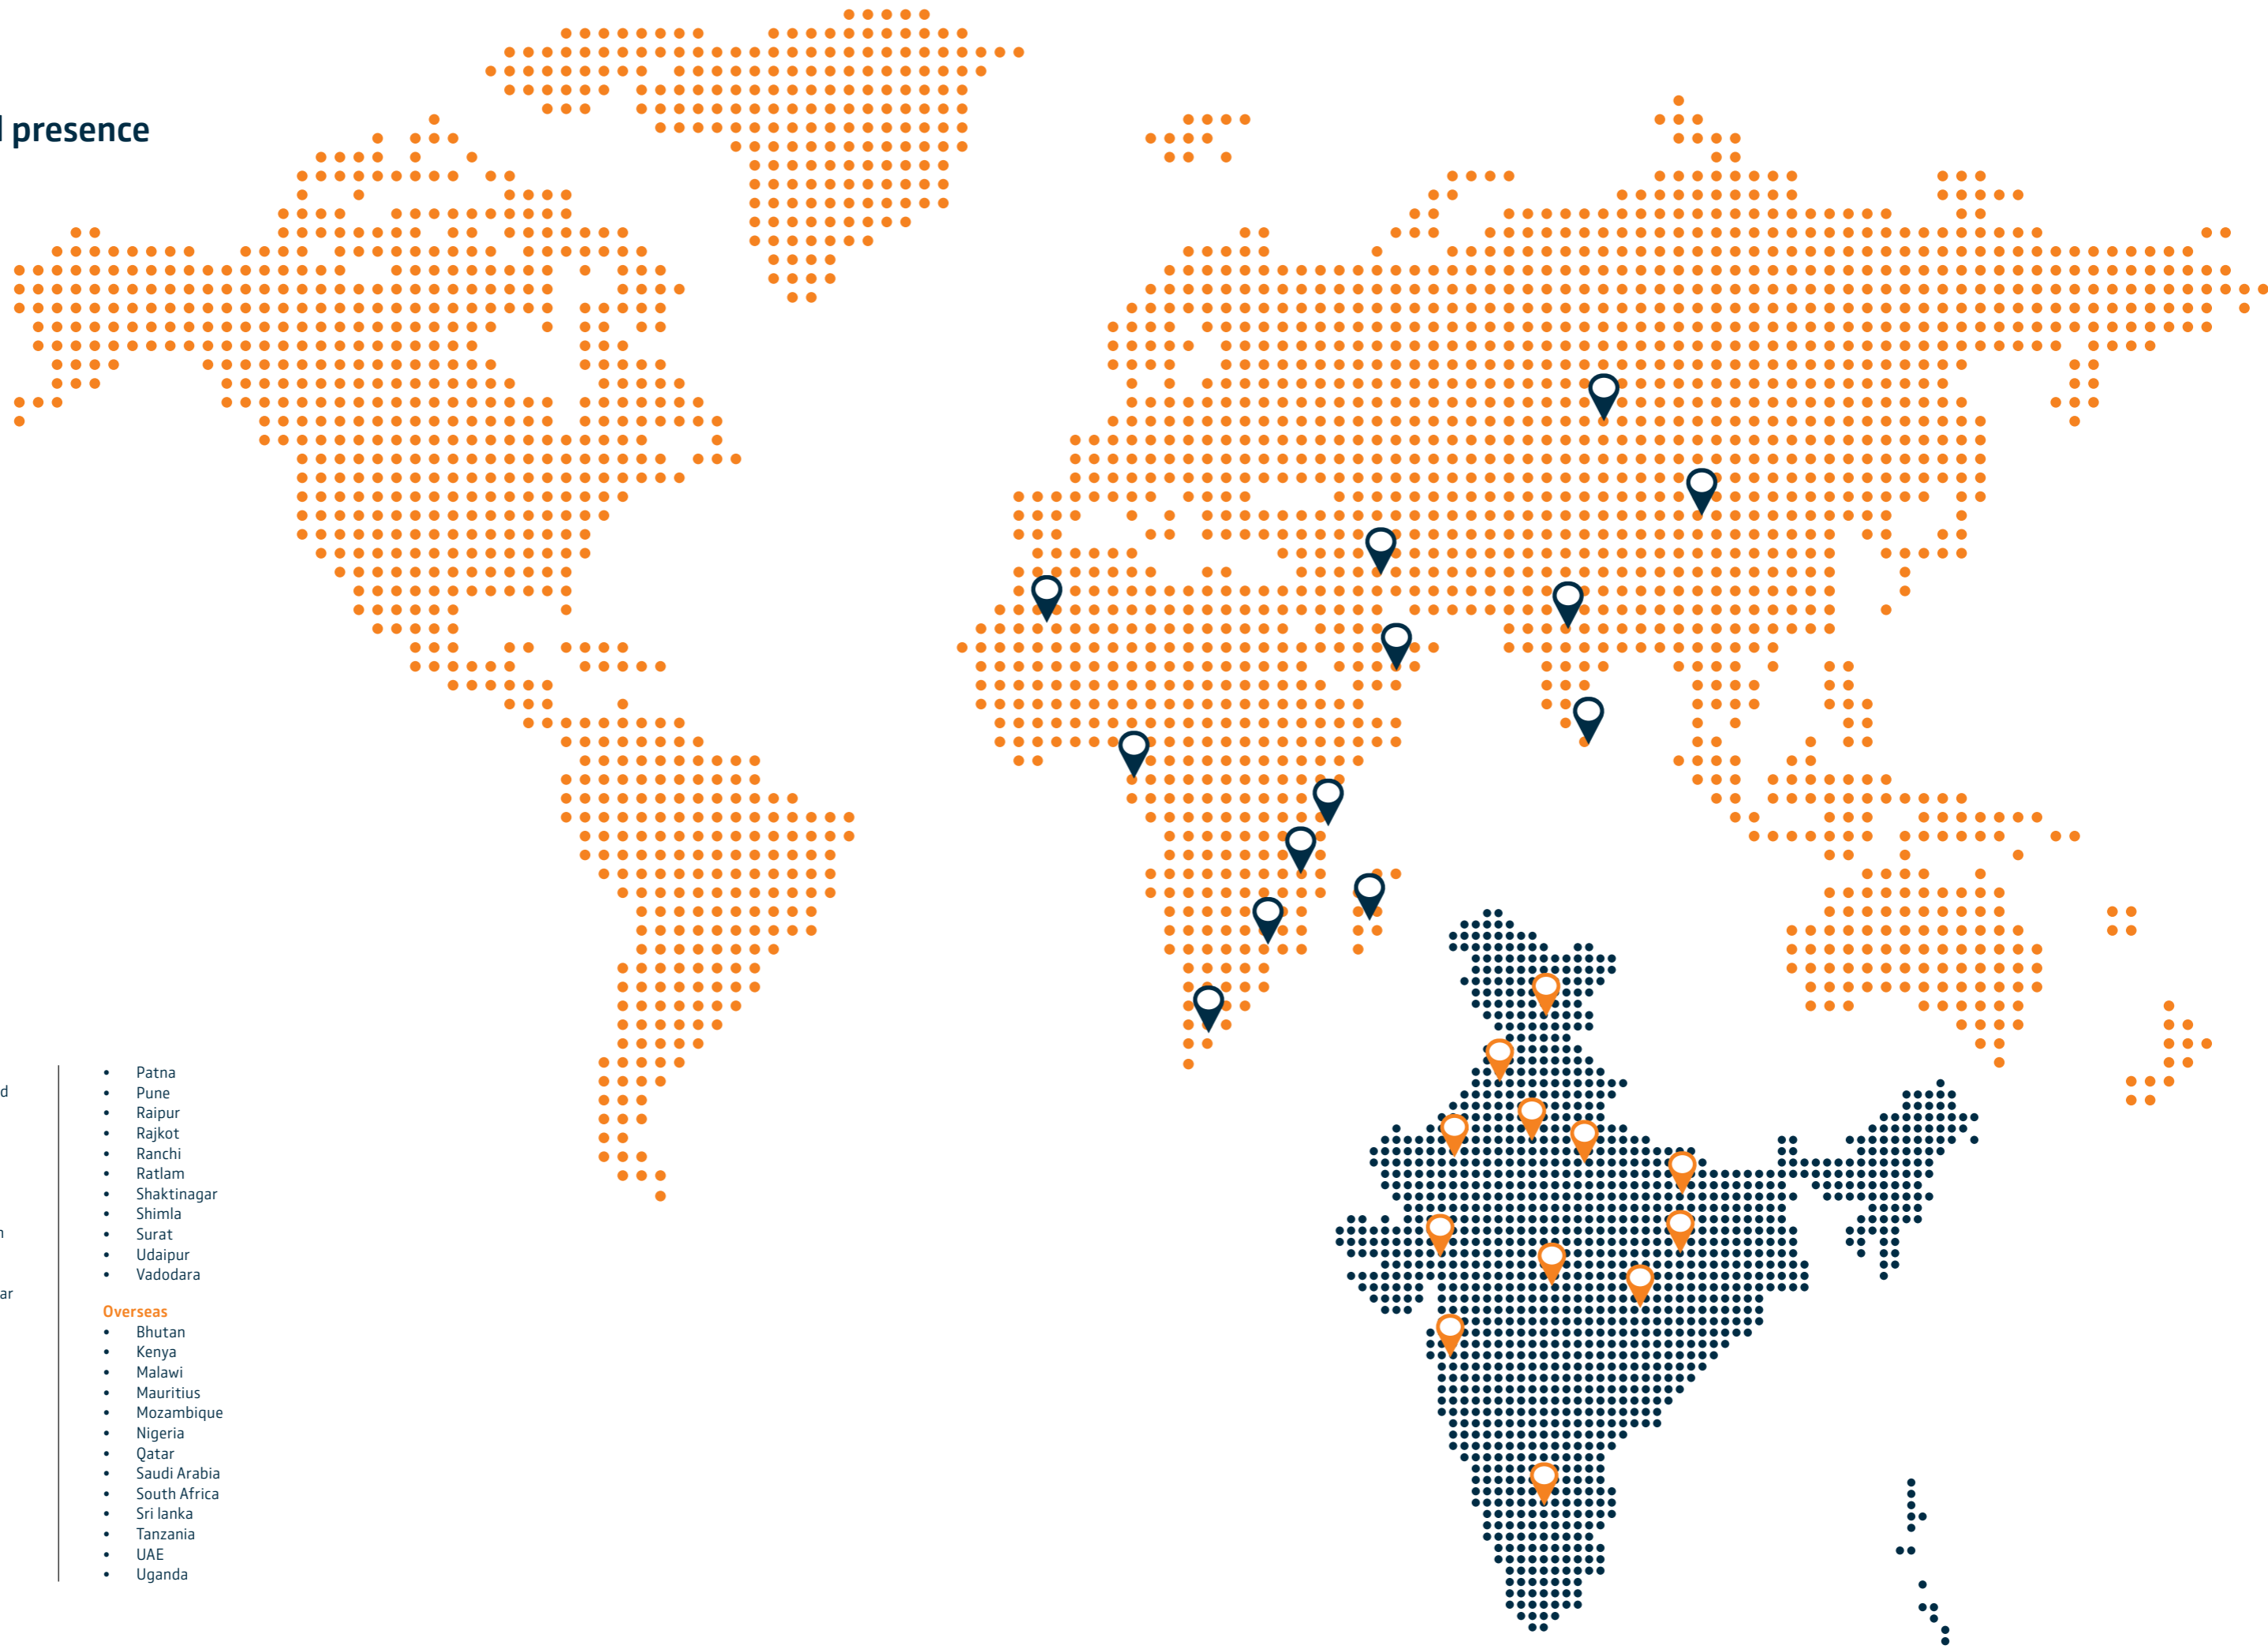 presence
Patna
Pune
Raipur
Rajkot
Ranchi
Ratlam
Shaktinagar
Shimla
Surat
Udaipur
Vadodara
Overseas
Bhutan
Kenya
Malawi
Mauritius
Mozambique
Nigeria
Qatar
Saudi Arabia
South Africa
Sri lanka
Tanzania
UAE
Uganda